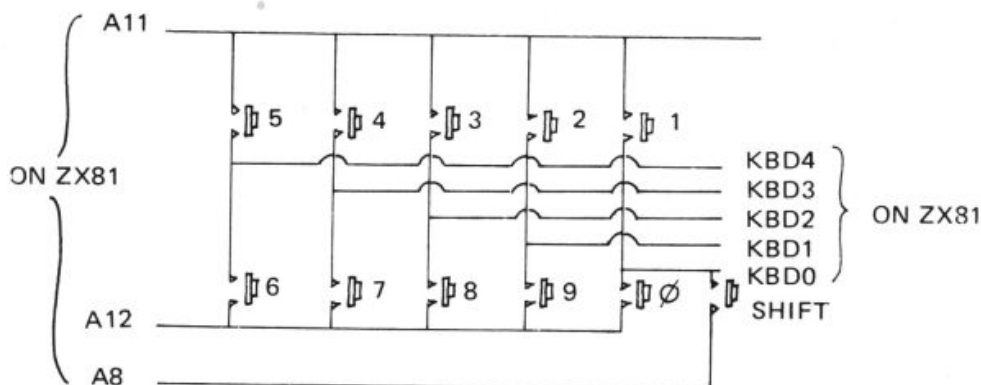 A11
5 4 3 2 1
KBD4
ON ZX81
KBD3
KBD2
ON ZX81
KBD1
KBD0
6 7 8 9 Ø
SHIFT
A12
A8